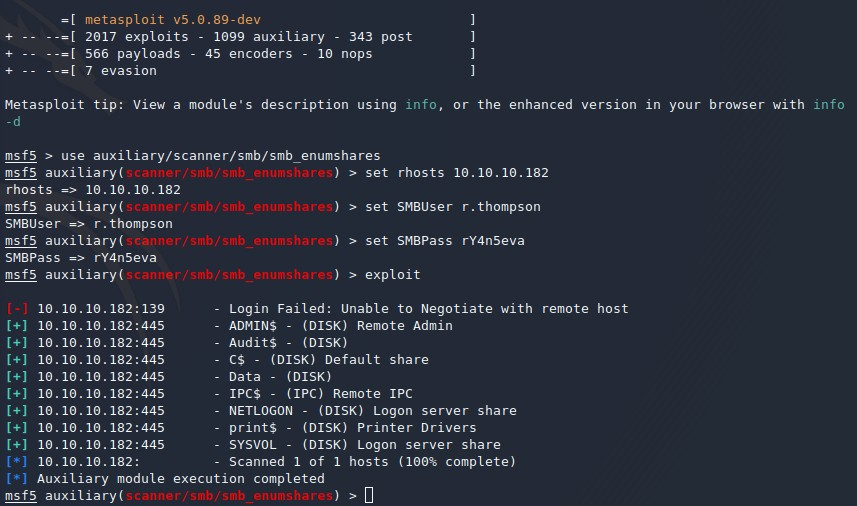 =[ metasploit v5.0.89-dev ]
+ -- --=[ 2017 exploits - 1099 auxiliary - 343 post ]
+ -- --=[ 566 payloads - 45 encoders - 10 nops ]
+ -- --=[ 7 evasion ]
Metasploit tip: View a module's description using info, or the enhanced version in your browser with info
-d
msf5 > use auxiliary/scanner/smb/smb_enumshares
msf5 auxiliary(scanner/smb/smb_enumshares) > set rhosts 10.10.10.182
rhosts => 10.10.10.182
msf5 auxiliary(scanner/smb/smb_enumshares) > set SMBUser r.thompson
SMBUser => r.thompson
msf5 auxiliary(scanner/smb/smb_enumshares) > set SMBPass rY4n5eva
SMBPass => rY4n5eva
msf5 auxiliary(scanner/smb/smb_enumshares) > exploit
[-] 10.10.10.182:139 - Login Failed: Unable to Negotiate with remote host
[+] 10.10.10.182:445 - ADMIN$ - (DISK) Remote Admin
[+] 10.10.10.182:445 - Audit$ - (DISK)
[+] 10.10.10.182:445 - C$ - (DISK) Default share
[+] 10.10.10.182:445 - Data - (DISK)
[+] 10.10.10.182:445 - IPC$ - (IPC) Remote IPC
[+] 10.10.10.182:445 - NETLOGON - (DISK) Logon server share
[+] 10.10.10.182:445 - print$ - (DISK) Printer Drivers
[+] 10.10.10.182:445 - SYSVOL - (DISK) Logon server share
[*] 10.10.10.182: - Scanned 1 of 1 hosts (100% complete)
[*] Auxiliary module execution completed
msf5 auxiliary(scanner/smb/smb_enumshares) >